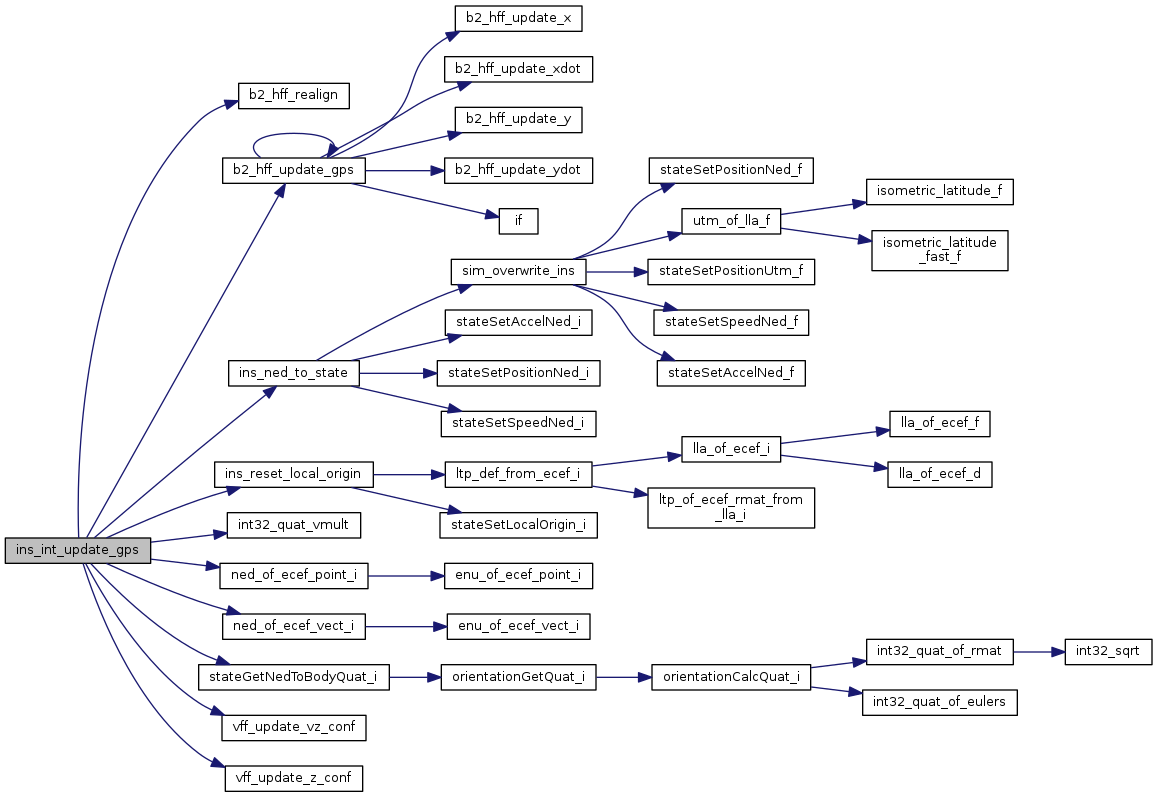 b2_hff_update_x
b2_hff_update_xdot
b2_hff_realign
b2_hff_update_y
b2_hff_update_gps
b2_hff_update_ydot
stateSetPositionNed_f
isometric_latitude_f
if
utm_of_lla_f
isometric_latitude
_fast_f
sim_overwrite_ins
stateSetPositionUtm_f
stateSetAccelNed_i
stateSetSpeedNed_f
ins_ned_to_state
stateSetPositionNed_i
stateSetAccelNed_f
stateSetSpeedNed_i
lla_of_ecef_f
lla_of_ecef_i
ins_reset_local_origin
ltp_def_from_ecef_i
lla_of_ecef_d
ltp_of_ecef_rmat_from
_lla_i
int32_quat_vmult
stateSetLocalOrigin_i
ins_int_update_gps
ned_of_ecef_point_i
enu_of_ecef_point_i
ned_of_ecef_vect_i
enu_of_ecef_vect_i
int32_quat_of_rmat
int32_sqrt
stateGetNedToBodyQuat_i
orientationGetQuat_i
orientationCalcQuat_i
int32_quat_of_eulers
vff_update_vz_conf
vff_update_z_conf